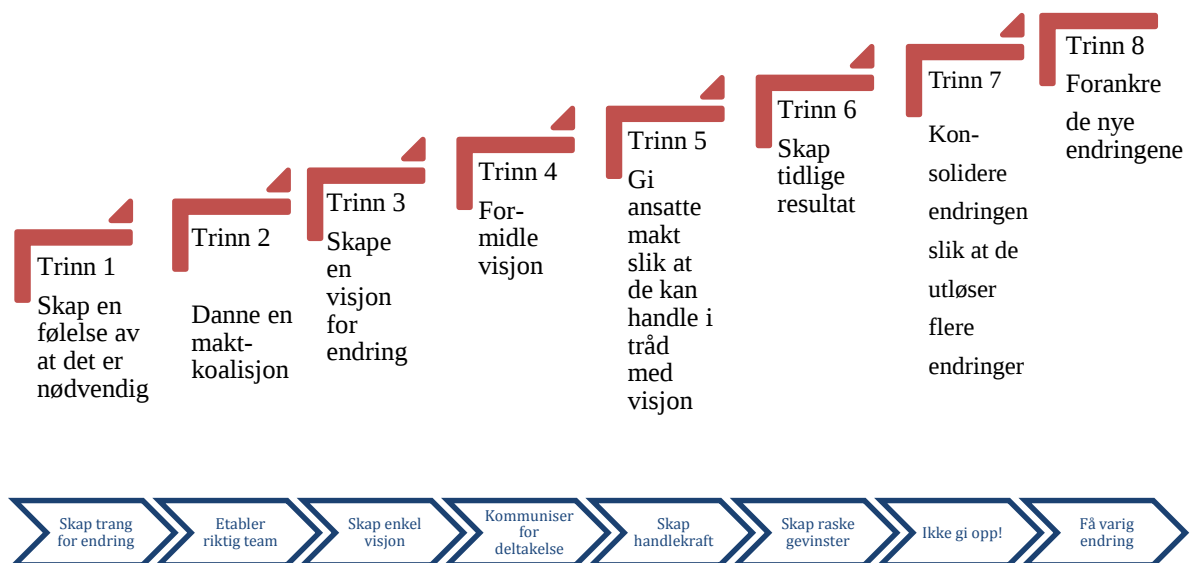 Trinn 1
Skap en
følelse av
at det er
nødvendig
Trinn 2
Danne en
makt-
koalisjon
Trinn 3
Skape
en
visjon
for
endring
Trinn 4
For-
midle
visjon
Trinn 5
Gi
ansatte
makt
slik at
de kan
handle i
tråd
med
visjon
Trinn 6
Skap
tidlige
resultat
Trinn 7
Kon-
solidere
endringen
slik at de
utløser
flere
endringer
Trinn 8
Forankre
de nye
endringene
Skap trang
for endring
Etabler
riktig team
Skap enkel
visjon
Kommuniser
for
deltakelse
Skap
handlekraft
Skap raske
gevinster
Ikke gi opp!
Få varig
endring